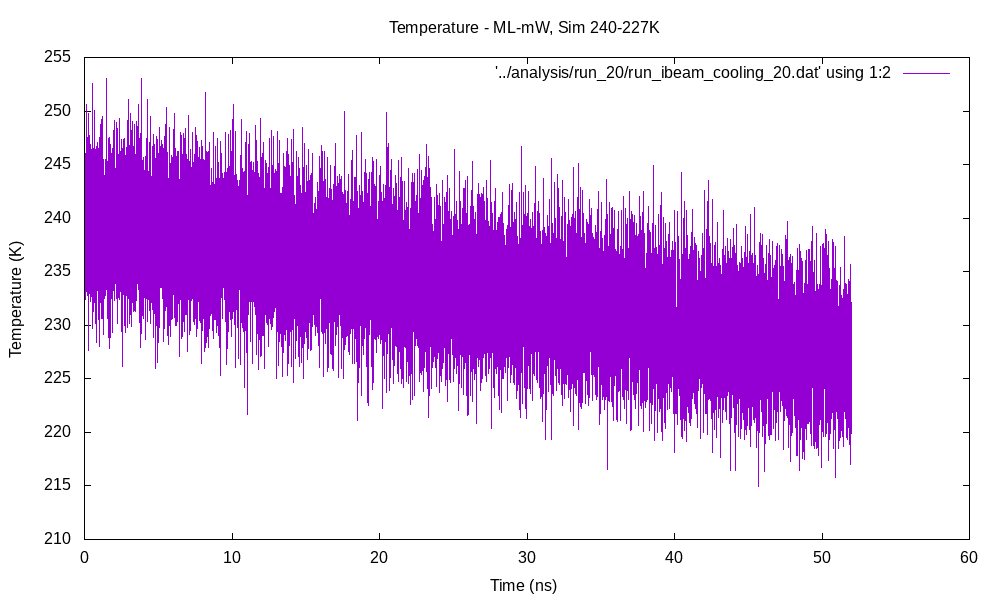 Temperature - ML-mW, Sim 240-227K
'../analysis/run_20/run_ibeam_cooling_20.dat' using 1:2
255
250
245
240
235
230
225
220
215
210
Temperature (K)
0 10 20 30 40 50 60
Time (ns)